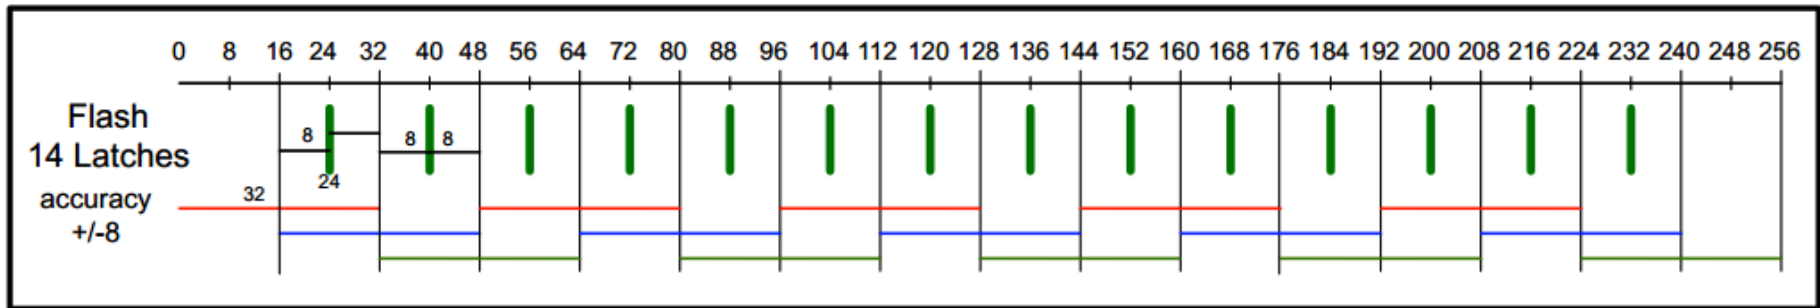 0 8 16 24 32 40 48 56 64 72 80 88 96 104 112 120 128 136 144 152 160 168 176 184 192 200 208 216 224 232 240 248 256
Flash
8 8 8
14 Latches
24
accuracy 32
+/-8